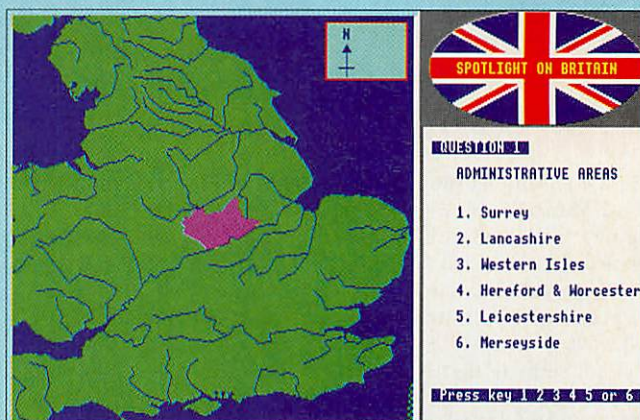 N
SPOTLIGHT ON BRITAIN
QUESTION 1
ADMINISTRATIVE AREAS
1. Surrey
2. Lancashire
3. Western Isles
4. Hereford & Worcester
5. Leicestershire
6. Merseyside
Press key 1 2 3 4 5 or 6